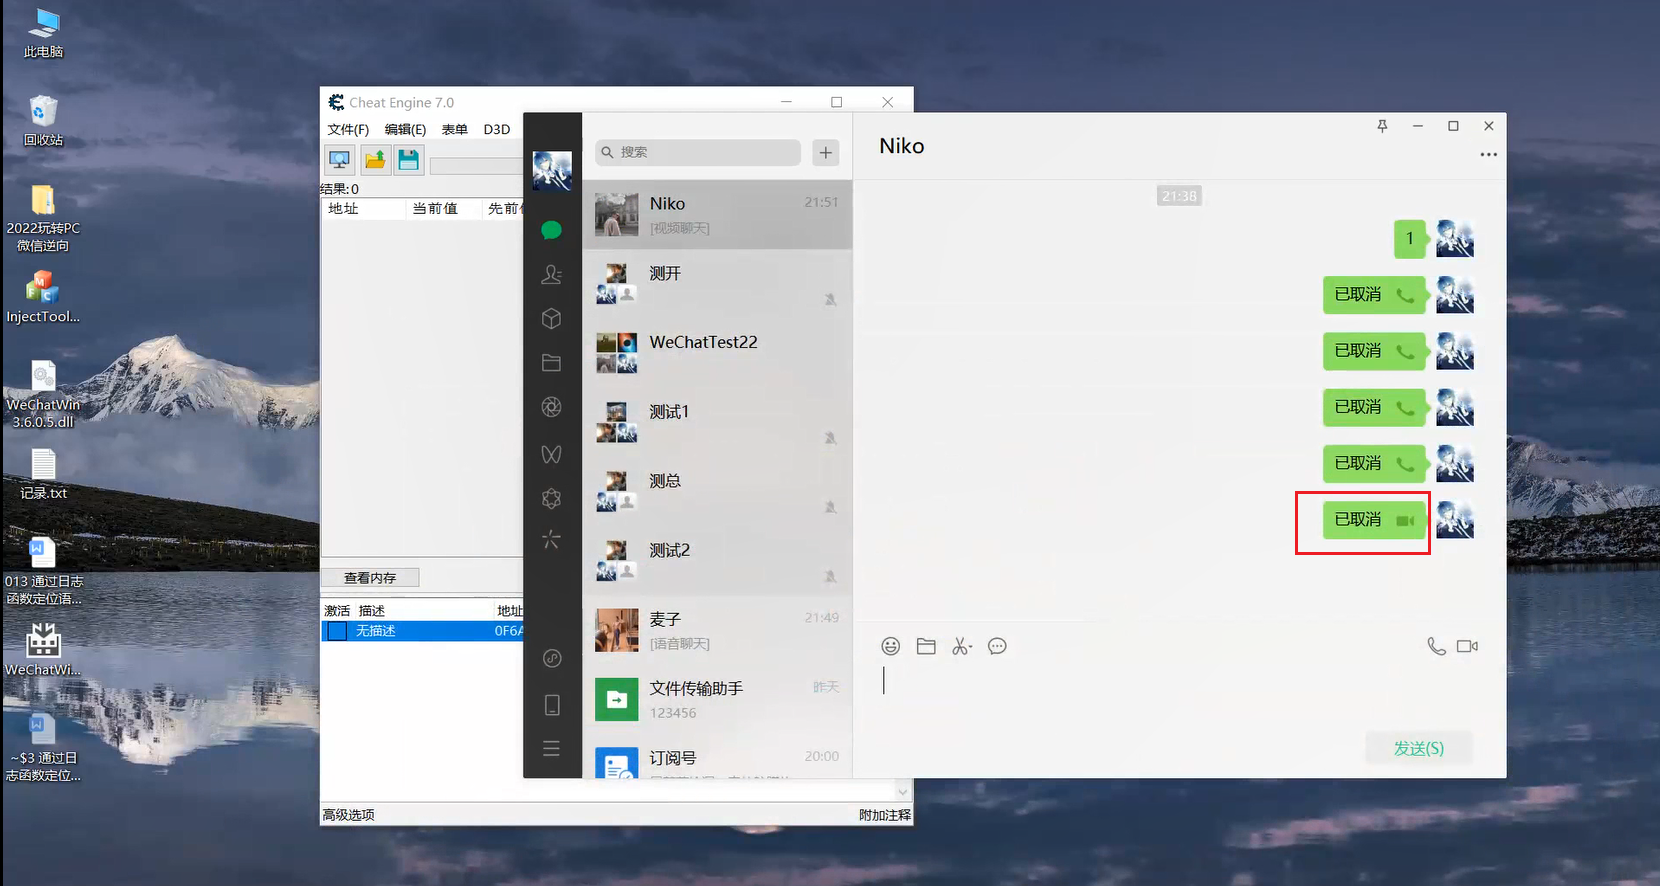 此电脑
回收站
2022玩转PC
微信逆向
InjectTool...
WeChatWin
3.6.0.5.dll
记录.txt
013 通过日志
函数定位语...
WeChatWi...
~$3 通过日
志函数定位...
Cheat Engine 7.0
文件(F) 编辑(E) 表单 D3D
结果:0
地址 当前值 先前
查看内存
激活 描述 地址
无描述 0F6A
高级选项 附加注释
搜索
Niko 21:51
[视频聊天]
测开
WeChatTest22
测试1
测总
测试2
麦子 21:49
[语音聊天]
文件传输助手 昨天
123456
订阅号 20:00
Niko
21:38
1
已取消
已取消
已取消
已取消
已取消
发送(S)